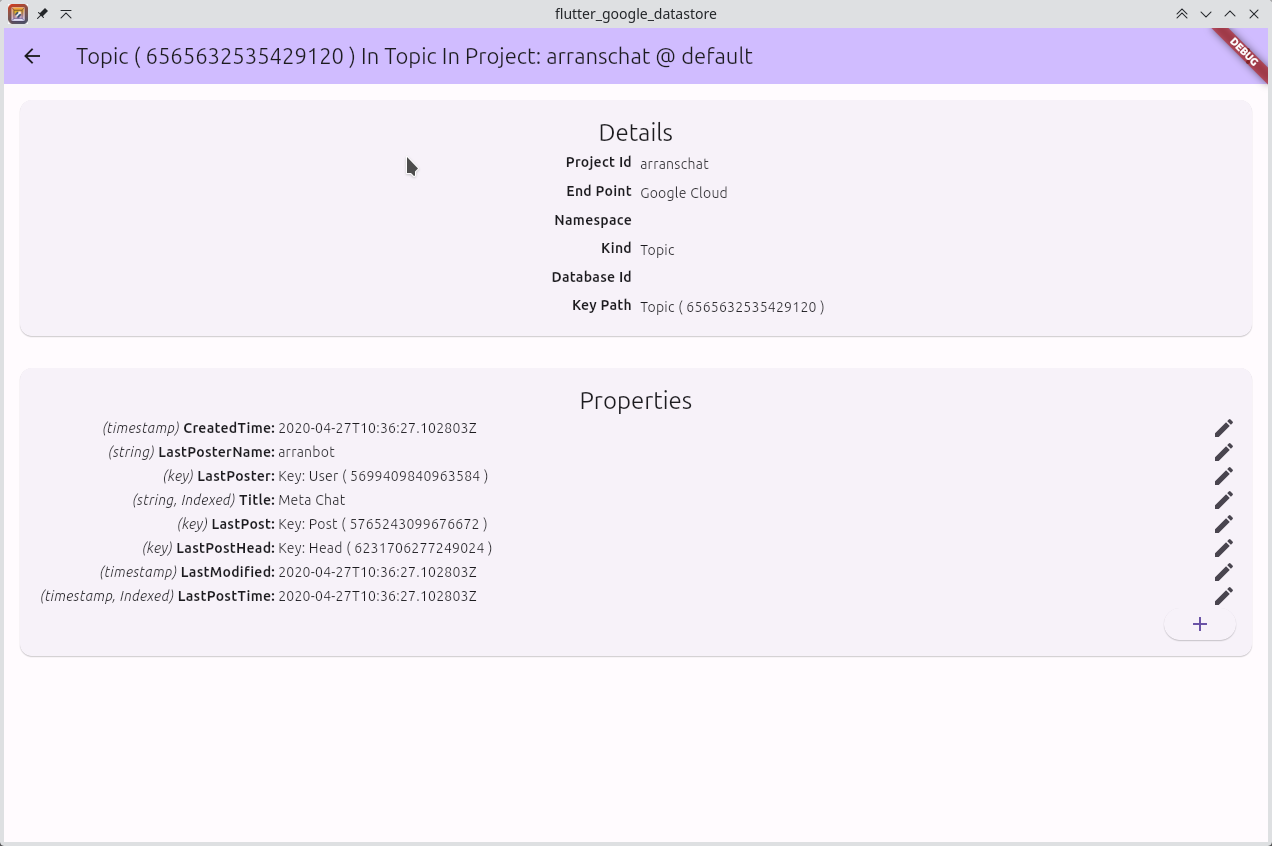 flutter_google_datastore
Topic ( 6565632535429120 ) In Topic In Project: arranschat @ default
DEBUG
Details
Project Id arranschat
End Point Google Cloud
Namespace
Kind Topic
Database Id
Key Path Topic ( 6565632535429120 )
Properties
(timestamp) CreatedTime: 2020-04-27T10:36:27.102803Z
(string) LastPosterName: arranbot
(key) LastPoster: Key: User ( 5699409840963584 )
(string, Indexed) Title: Meta Chat
(key) LastPost: Key: Post ( 5765243099676672 )
(key) LastPostHead: Key: Head ( 6231706277249024 )
(timestamp) LastModified: 2020-04-27T10:36:27.102803Z
(timestamp, Indexed) LastPostTime: 2020-04-27T10:36:27.102803Z